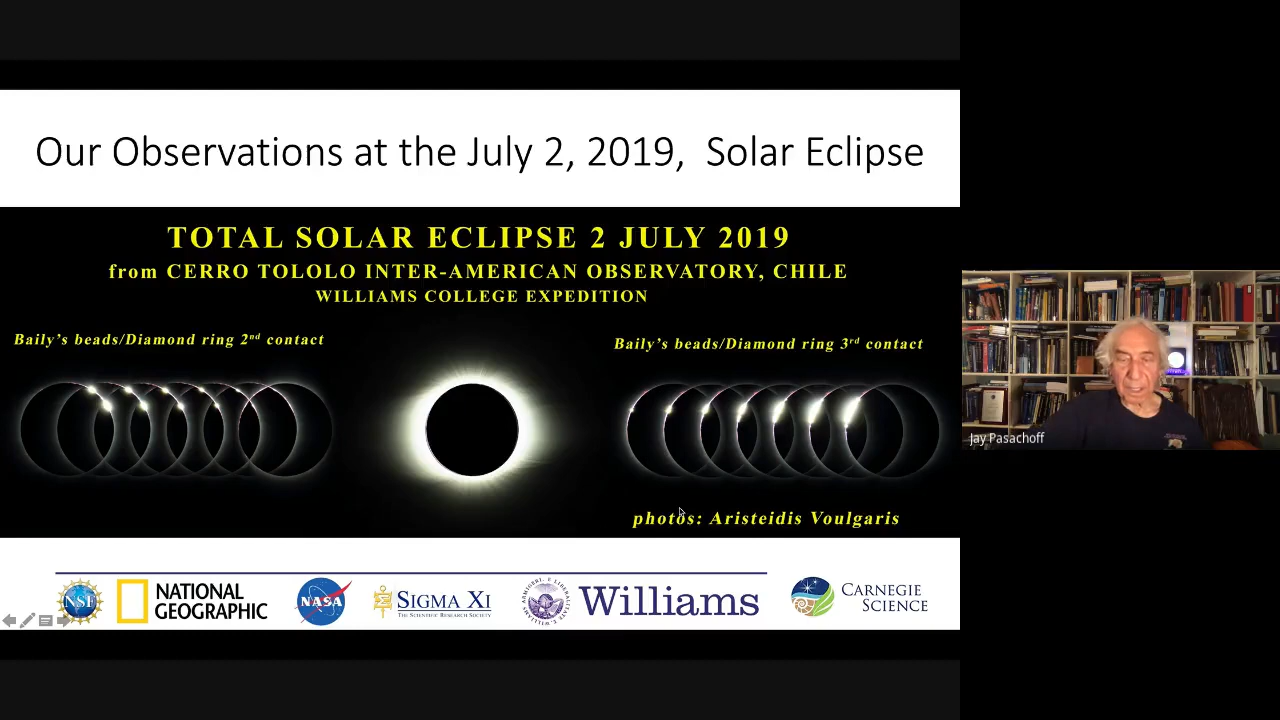 Our Observations at the July 2, 2019, Solar Eclipse
TOTAL SOLAR ECLIPSE 2 JULY 2019
from CERRO TOLOLO INTER-AMERICAN OBSERVATORY, CHILE
WILLIAMS COLLEGE EXPEDITION
Baily's beads/Diamond ring 2nd contact
Baily's beads/Diamond ring 3rd contact
photos: Aristeidis Voulgaris
NSF
NATIONAL
GEOGRAPHIC
NASA
SIGMA XI
THE SCIENTIFIC RESEARCH SOCIETY
Williams
CARNEGIE
SCIENCE
Jay Pasachoff